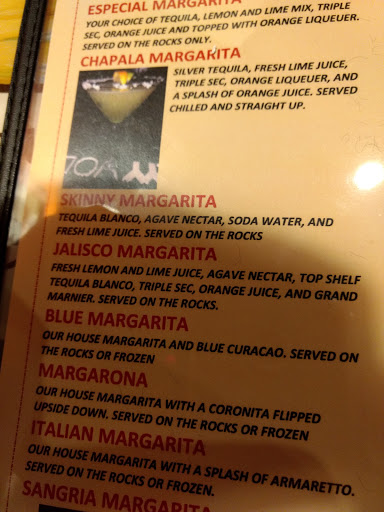 ESPECIAL MARGARITA
YOUR CHOICE OF TEQUILA, LEMON AND LIME MIX, TRIPLE
SEC, ORANGE JUICE AND TOPPED WITH ORANGE LIQUEUR.
SERVED ON THE ROCKS ONLY.
CHAPALA MARGARITA
SILVER TEQUILA, FRESH LIME JUICE,
TRIPLE SEC, ORANGE LIQUEUER, AND
A SPLASH OF ORANGE JUICE. SERVED
CHILLED AND STRAIGHT UP.
SKINNY MARGARITA
TEQUILA BLANCO, AGAVE NECTAR, SODA WATER, AND
FRESH LIME JUICE. SERVED ON THE ROCKS
JALISCO MARGARITA
FRESH LEMON AND LIME JUICE, AGAVE NECTAR, TOP SHELF
TEQUILA BLANCO, TRIPLE SEC, ORANGE JUICE, AND GRAND
MARNIER. SERVED ON THE ROCKS.
BLUE MARGARITA
OUR HOUSE MARGARITA AND BLUE CURACAO. SERVED ON
THE ROCKS OR FROZEN
MARGARONA
OUR HOUSE MARGARITA WITH A CORONITA FLIPPED
UPSIDE DOWN. SERVED ON THE ROCKS OR FROZEN
ITALIAN MARGARITA
OUR HOUSE MARGARITA WITH A SPLASH OF ARMARETTO.
SERVED ON THE ROCKS OR FROZEN.
SANGRIA MARGARITA